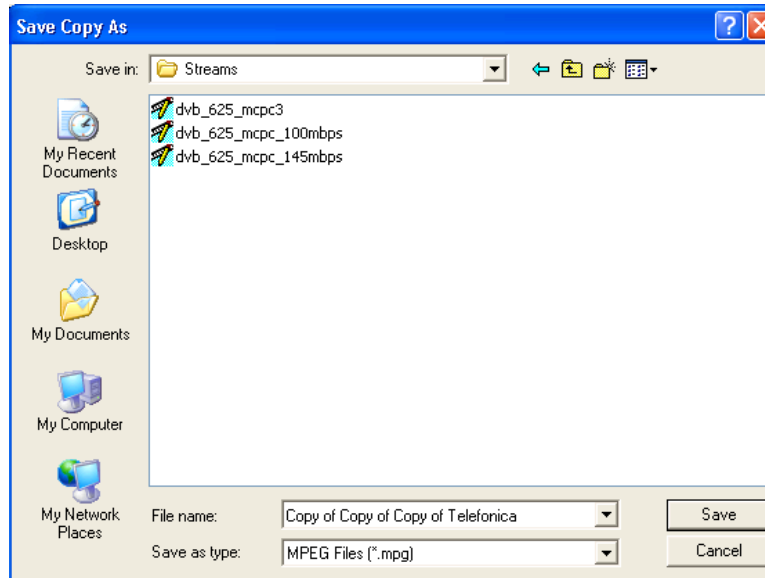 Save Copy As
Save in: Streams
dvb_625_mcpc3
dvb_625_mcpc_100mbps
dvb_625_mcpc_145mbps
My Recent
Documents
Desktop
My Documents
My Computer
My Network
Places
File name: Copy of Copy of Copy of Telefonica Save
Save as type: MPEG Files (*.mpg) Cancel